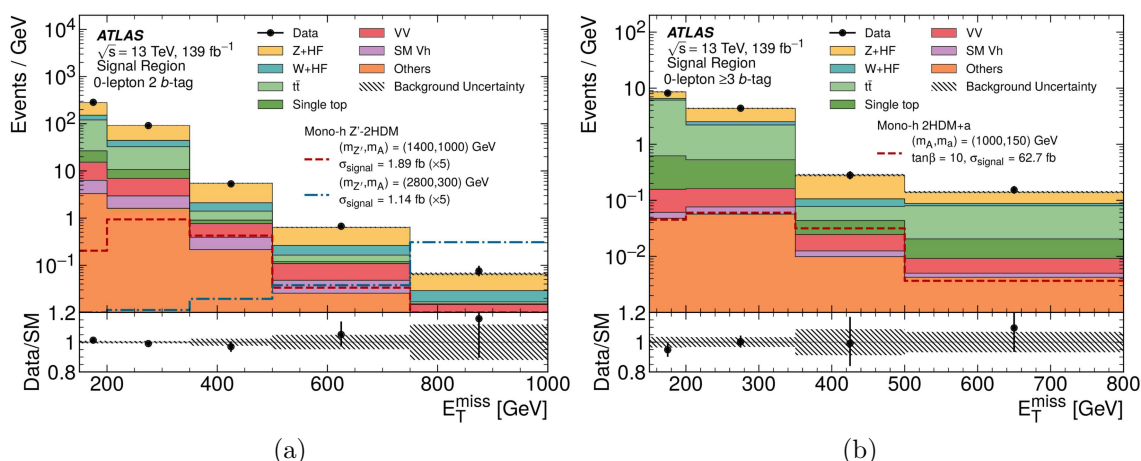 Events / GeV
10⁴
10³
10²
10
1
10⁻¹
ATLAS
√s = 13 TeV, 139 fb⁻¹
Signal Region
0-lepton 2 b-tag
Data
Z+HF
W+HF
tt̄
Single top
VV
SM Vh
Others
Background Uncertainty
Mono-h Z'-2HDM
(m_Z', m_A) = (1400,1000) GeV
σ_signal = 1.89 fb (×5)
(m_Z', m_A) = (2800,300) GeV
σ_signal = 1.14 fb (×5)
Data/SM
1.2
1
0.8
200 300 400 500 600 700 800 900 1000
E_T^miss [GeV]
(a)
Events / GeV
10²
10
1
10⁻¹
10⁻²
ATLAS
√s = 13 TeV, 139 fb⁻¹
Signal Region
0-lepton ≥3 b-tag
Data
Z+HF
W+HF
tt̄
Single top
VV
SM Vh
Others
Background Uncertainty
Mono-h 2HDM+a
(m_A, m_a) = (1000,150) GeV
tanβ = 10, σ_signal = 62.7 fb
Data/SM
1.2
1
0.8
200 300 400 500 600 700 800
E_T^miss [GeV]
(b)